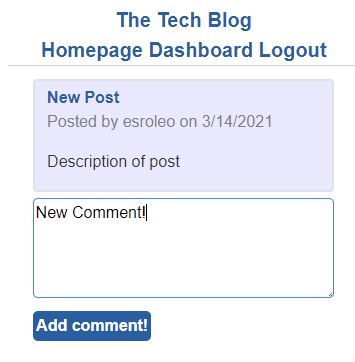 The Tech Blog
Homepage Dashboard Logout
New Post
Posted by esroleo on 3/14/2021
Description of post
New Comment!
Add comment!